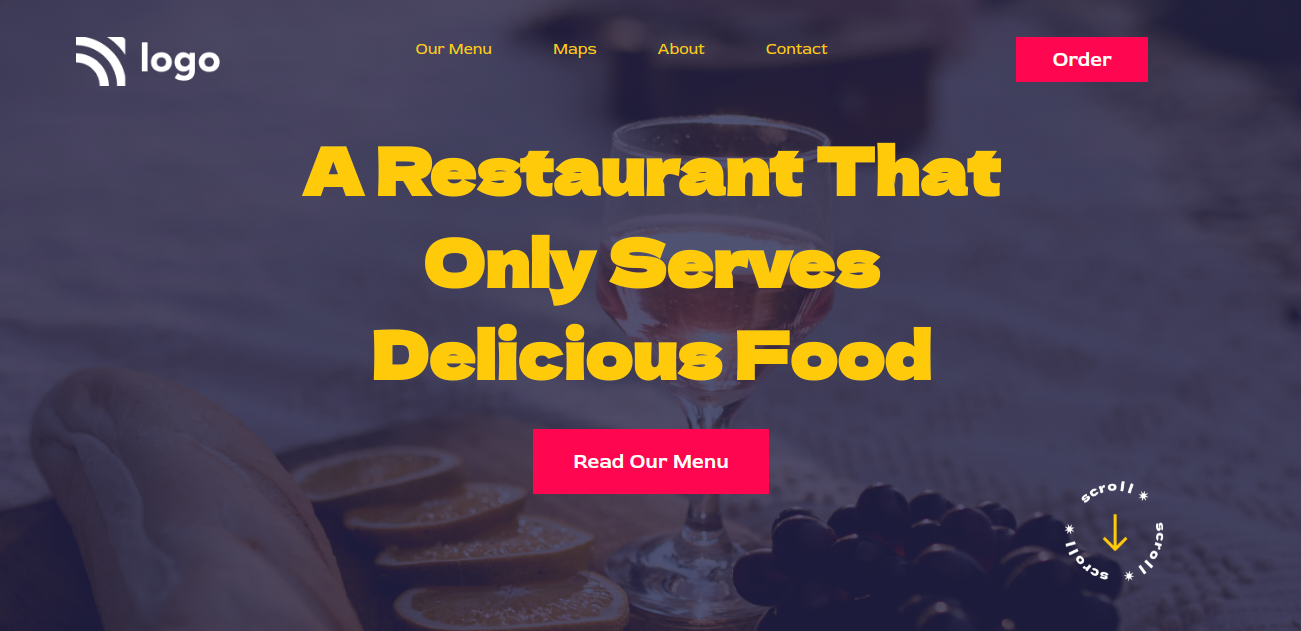 logo
Our Menu
Maps
About
Contact
Order
A Restaurant That
Only Serves
Delicious Food
Read Our Menu
scroll * scroll * scroll *